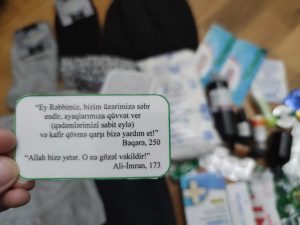 “Ey Rəbbimiz, bizim üzərimizə səbr
endir, ayaqlarımıza qüvvət ver
(qədəmlərimizi sabit eylə)
və kafir qövmə qarşı bizə yardım et!”
Bəqərə, 250
“Allah bizə yetər. O nə gözəl vəkildir!”
Ali-İmran, 173